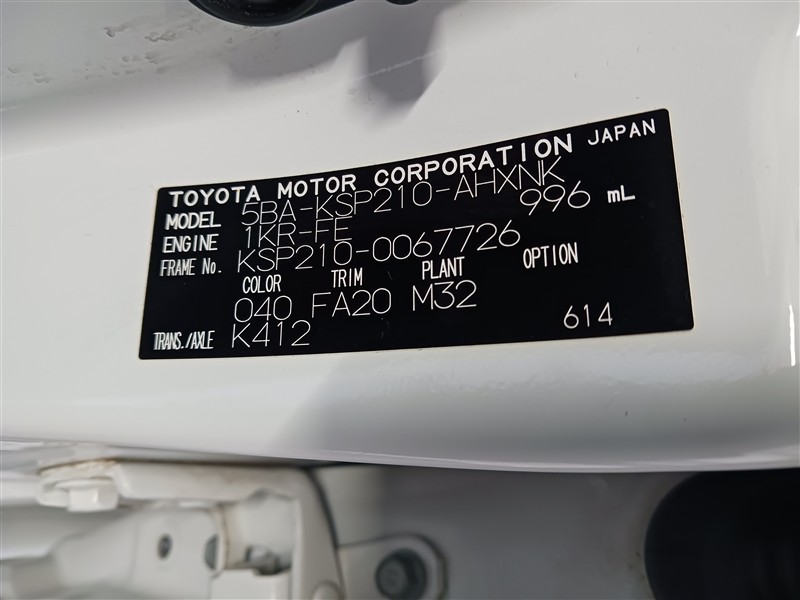 TOYOTA MOTOR CORPORATION JAPAN
MODEL 5BA-KSP210-AHXNK
ENGINE 1KR-FE 996 mL
FRAME No. KSP210-0067726
COLOR TRIM PLANT OPTION
040 FA20 M32
TRANS./AXLE K412 614